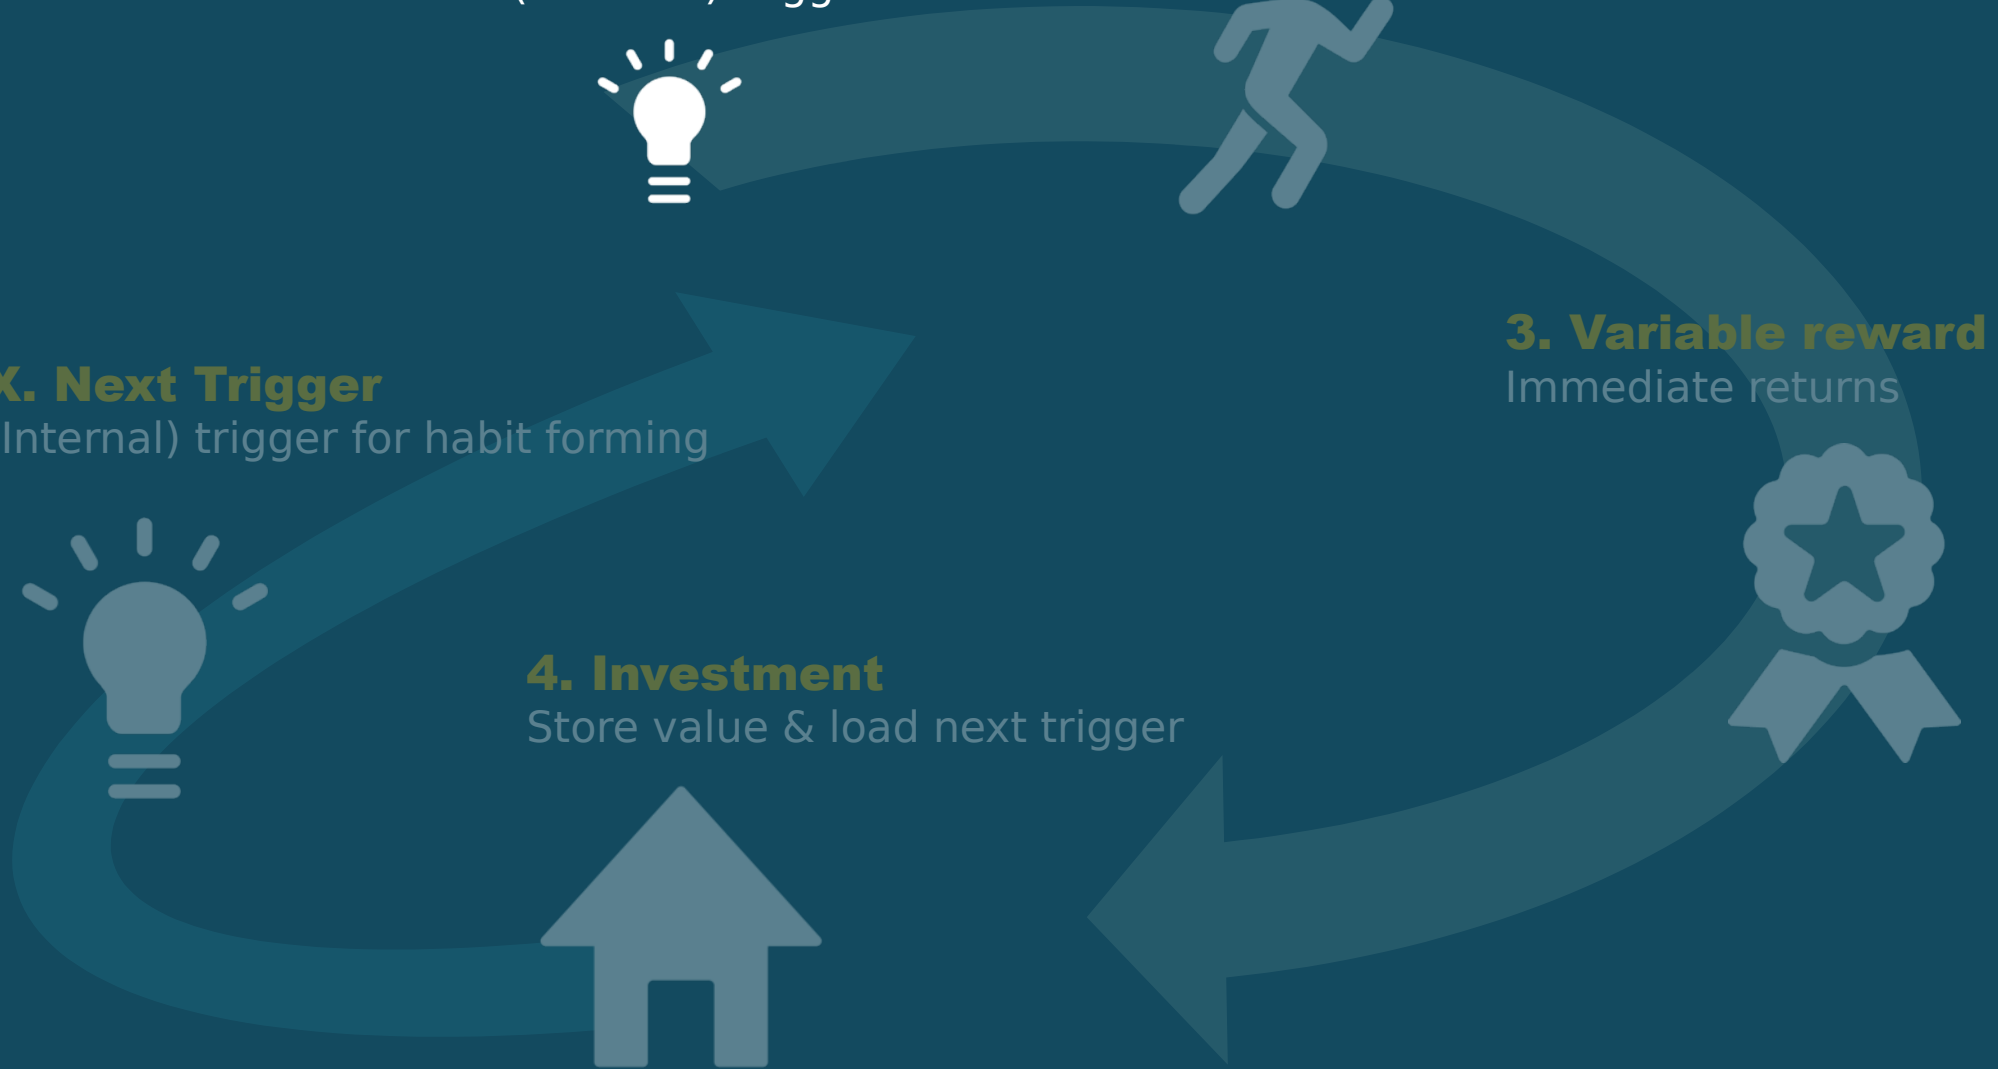 3. Variable reward
Immediate returns
X. Next Trigger
Internal) trigger for habit forming
4. Investment
Store value & load next trigger